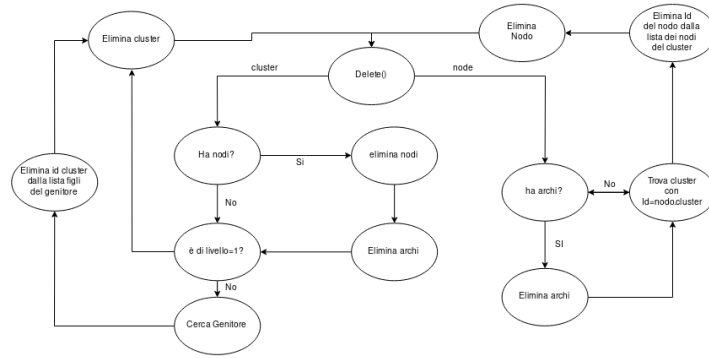 Elimina cluster
Elimina
Nodo
Elimina Id
del nodo dalla
lista dei nodi
del cluster
cluster
Delete()
node
Ha nodi?
Si
elimina nodi
Elimina id cluster
dalla lista figli
del genitore
ha archi?
No
Trova cluster
con
Id=nodo.cluster
No
è di livello=1?
Elimina archi
SI
No
Elimina archi
Cerca Genitore